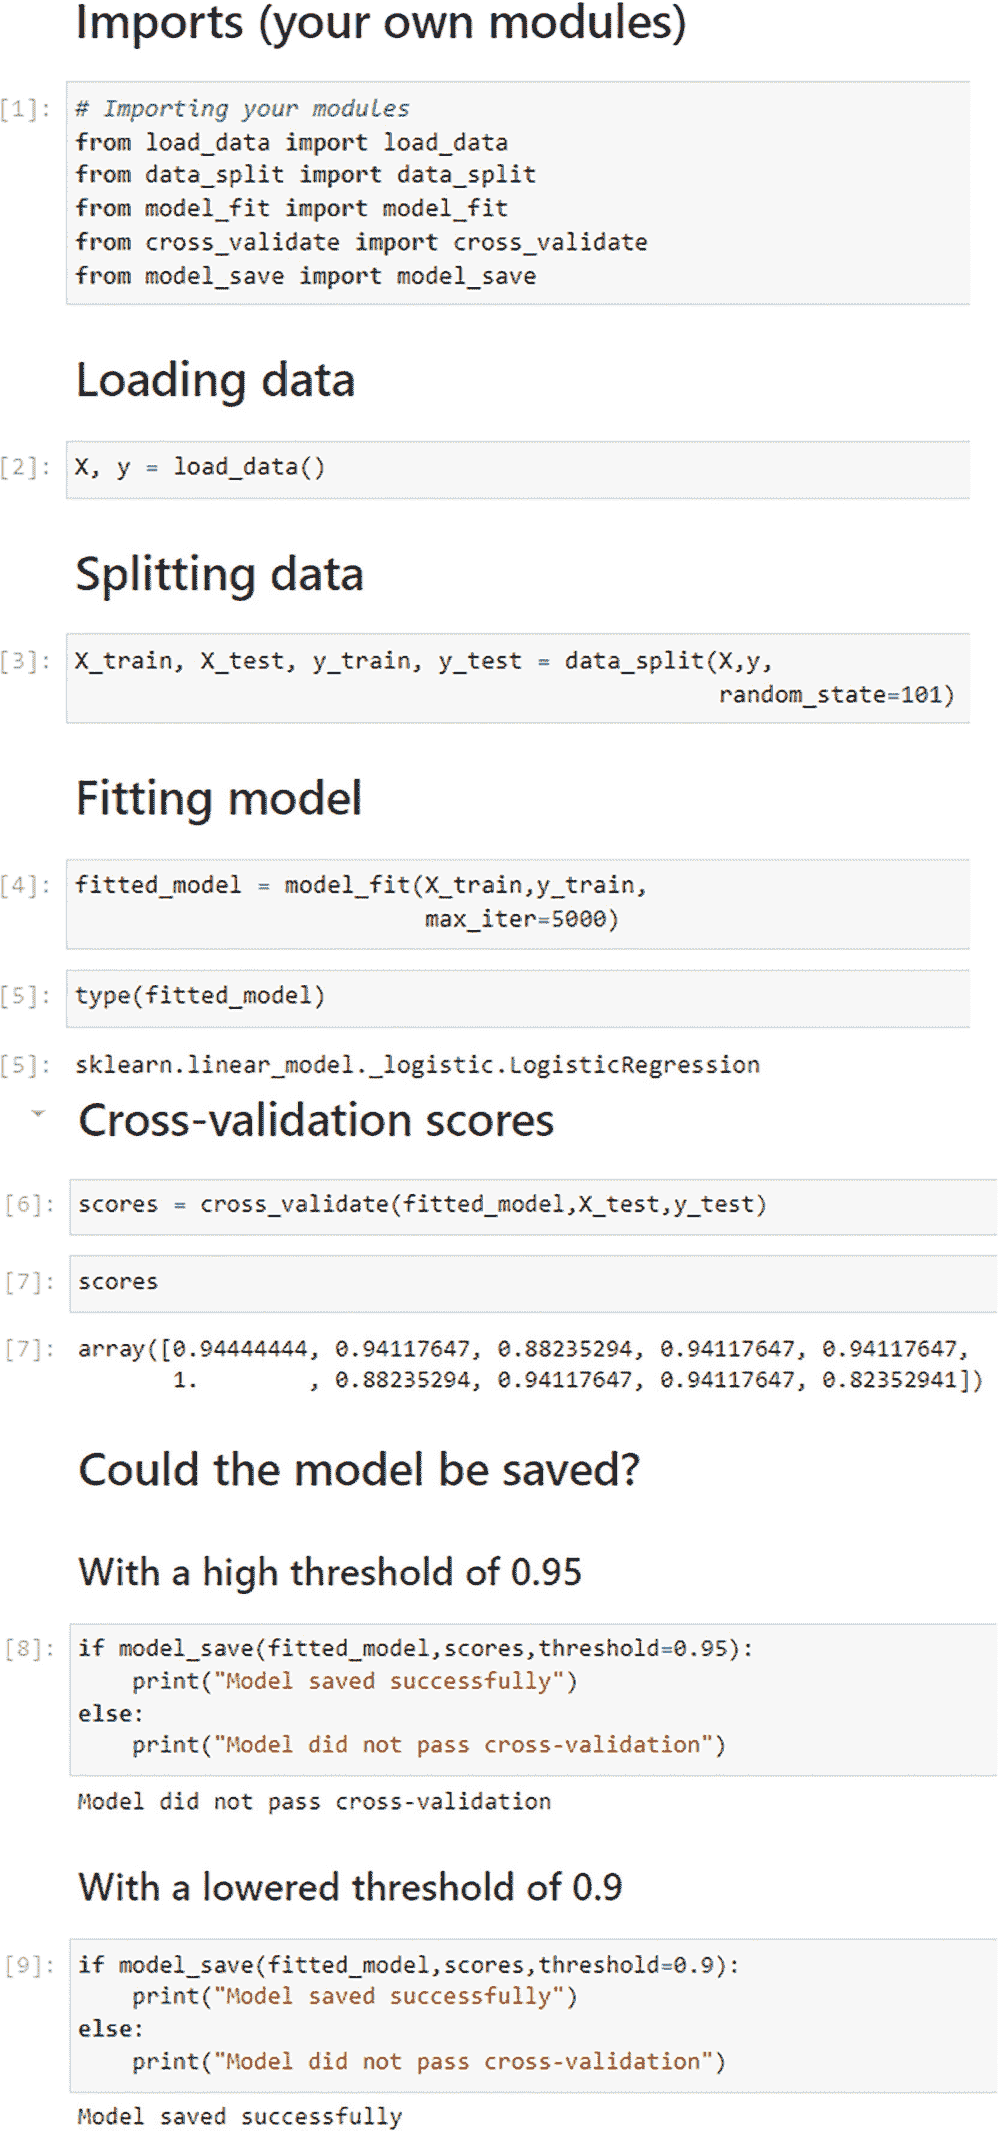 Imports (your own modules)
[1]: # Importing your modules
from load_data import load_data
from data_split import data_split
from model_fit import model_fit
from cross_validate import cross_validate
from model_save import model_save
Loading data
[2]: X, y = load_data()
Splitting data
[3]: X_train, X_test, y_train, y_test = data_split(X,y,
random_state=101)
Fitting model
[4]: fitted_model = model_fit(X_train,y_train,
max_iter=5000)
[5]: type(fitted_model)
[5]: sklearn.linear_model._logistic.LogisticRegression
Cross-validation scores
[6]: scores = cross_validate(fitted_model,X_test,y_test)
[7]: scores
[7]: array([0.94444444, 0.94117647, 0.88235294, 0.94117647, 0.94117647,
1. , 0.88235294, 0.94117647, 0.94117647, 0.82352941])
Could the model be saved?
With a high threshold of 0.95
[8]: if model_save(fitted_model,scores,threshold=0.95):
print("Model saved successfully")
else:
print("Model did not pass cross-validation")
Model did not pass cross-validation
With a lowered threshold of 0.9
[9]: if model_save(fitted_model,scores,threshold=0.9):
print("Model saved successfully")
else:
print("Model did not pass cross-validation")
Model saved successfully